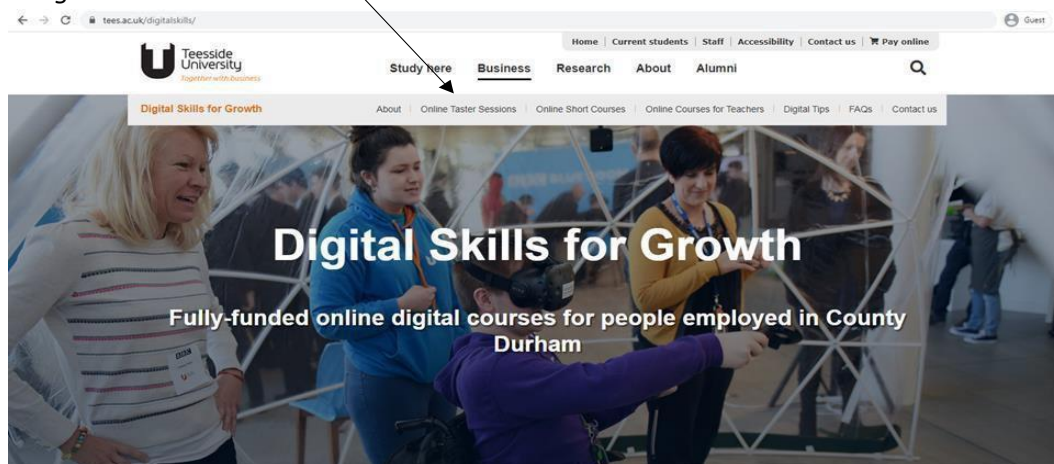 tees.ac.uk/digitalskills/
Guest
Home | Current students | Staff | Accessibility | Contact us | Pay online
Teesside
University
Together with business
Study here Business Research About Alumni
Digital Skills for Growth
About | Online Taster Sessions | Online Short Courses | Online Courses for Teachers | Digital Tips | FAQs | Contact us
Digital Skills for Growth
Fully-funded online digital courses for people employed in County
Durham